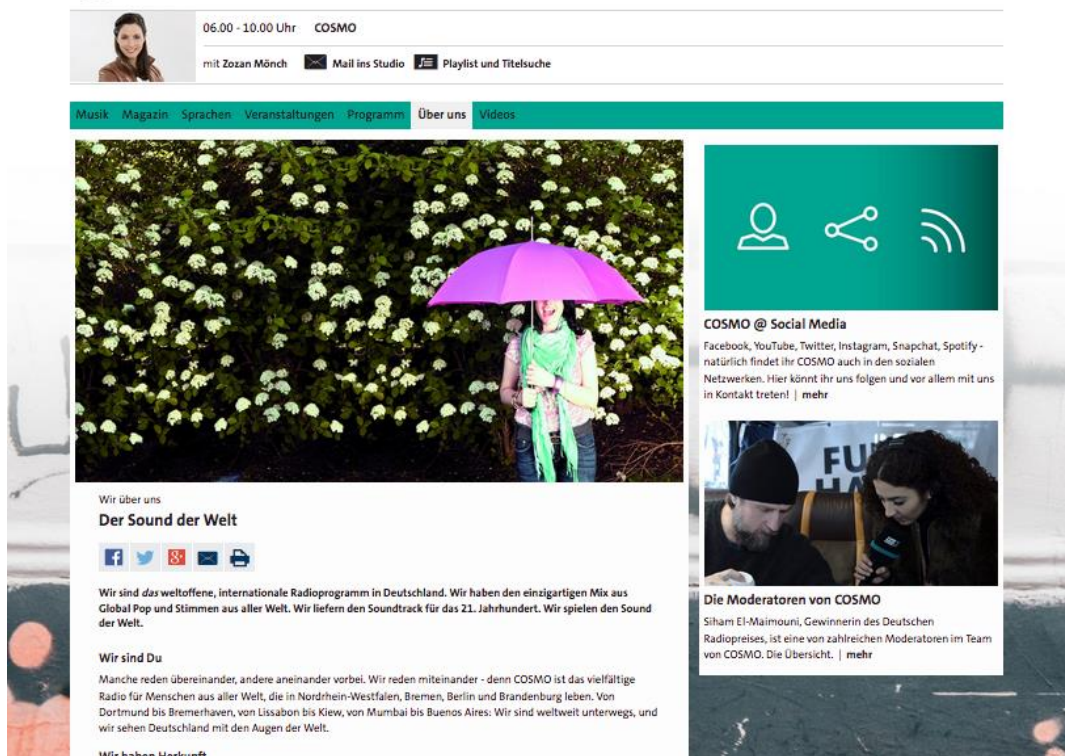 06.00 - 10.00 Uhr COSMO
mit Zozan Mönch Mail ins Studio Playlist und Titelsuche
Musik Magazin Sprachen Veranstaltungen Programm Über uns Videos
Wir über uns
Der Sound der Welt
Wir sind das weltoffene, internationale Radioprogramm in Deutschland. Wir haben den einzigartigen Mix aus
Global Pop und Stimmen aus aller Welt. Wir liefern den Soundtrack für das 21. Jahrhundert. Wir spielen den Sound
der Welt.
Wir sind Du
Manche reden übereinander, andere aneinander vorbei. Wir reden miteinander - denn COSMO ist das vielfältige
Radio für Menschen aus aller Welt, die in Nordrhein-Westfalen, Bremen, Berlin und Brandenburg leben. Von
Dortmund bis Bremerhaven, von Lissabon bis Kiew, von Mumbai bis Buenos Aires: Wir sind weltweit unterwegs, und
wir sehen Deutschland mit den Augen der Welt.
Wir haben Herkunft
COSMO @ Social Media
Facebook, YouTube, Twitter, Instagram, Snapchat, Spotify -
natürlich findet ihr COSMO auch in den sozialen
Netzwerken. Hier könnt ihr uns folgen und vor allem mit uns
in Kontakt treten! | mehr
Die Moderatoren von COSMO
Siham El-Maimouni, Gewinnerin des Deutschen
Radiopreises, ist eine von zahlreichen Moderatoren im Team
von COSMO. Die Übersicht. | mehr